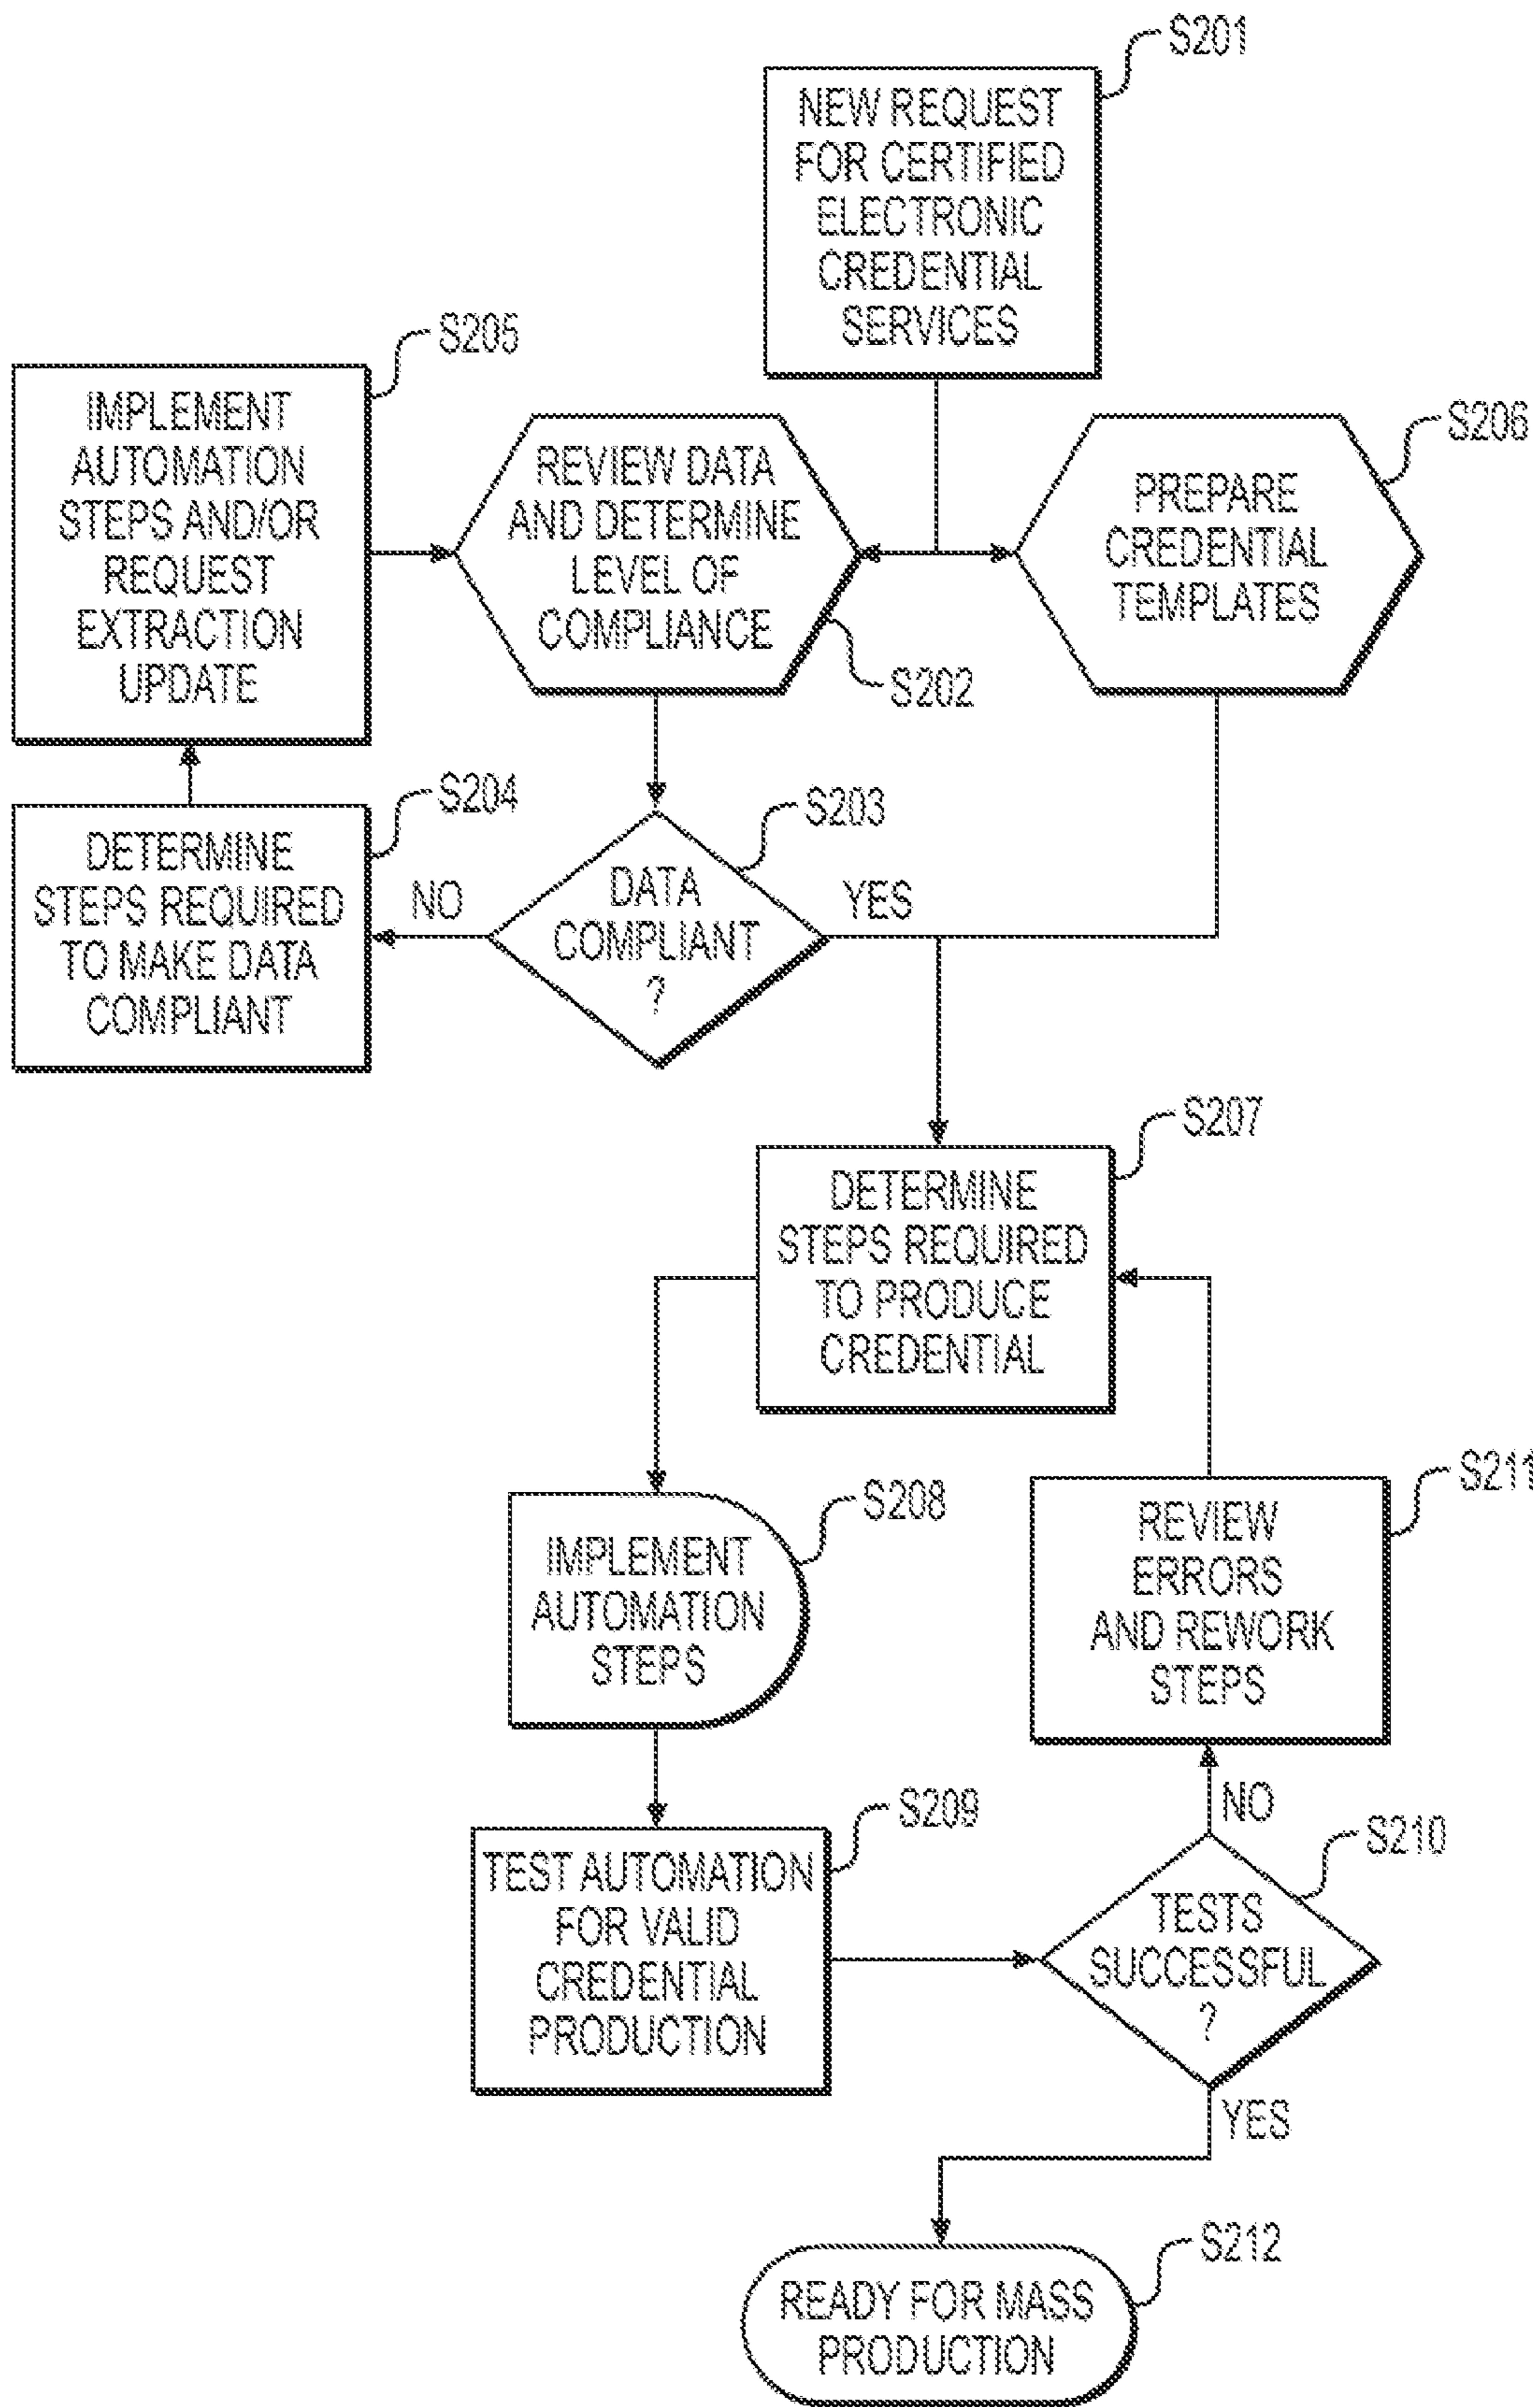 S201
NEW REQUEST
FOR CERTIFIED
ELECTRONIC
CREDENTIAL
SERVICES
S205
IMPLEMENT
AUTOMATION
STEPS AND/OR
REQUEST
EXTRACTION
UPDATE
REVIEW DATA
AND DETERMINE
LEVEL OF
COMPLIANCE
S202
S206
PREPARE
CREDENTIAL
TEMPLATES
S204
DETERMINE
STEPS REQUIRED
TO MAKE DATA
COMPLIANT
NO
S203
DATA
COMPLIANT
?
YES
S207
DETERMINE
STEPS REQUIRED
TO PRODUCE
CREDENTIAL
S208
IMPLEMENT
AUTOMATION
STEPS
S211
REVIEW
ERRORS
AND REWORK
STEPS
S209
TEST AUTOMATION
FOR VALID
CREDENTIAL
PRODUCTION
NO
S210
TESTS
SUCCESSFUL
?
YES
S212
READY FOR MASS
PRODUCTION